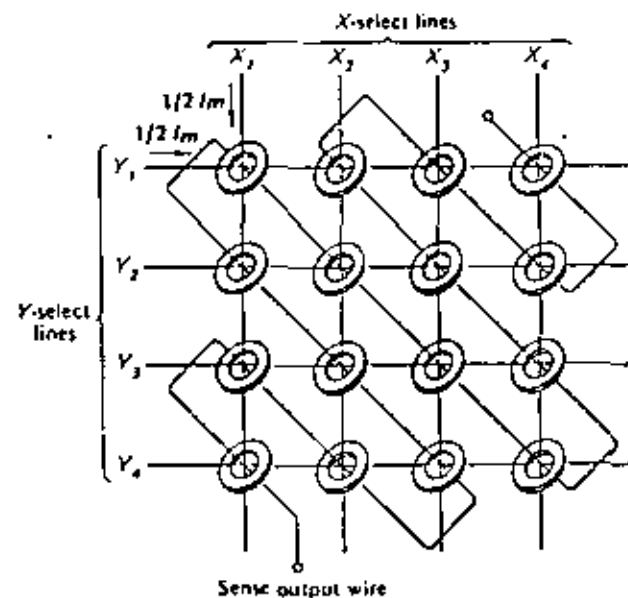 X-select lines
X₁ X₂ X₃ X₄
1/2 Im
1/2 Im
Y₁
Y₂
Y-select
lines
Y₃
Y₄
Sense output wire